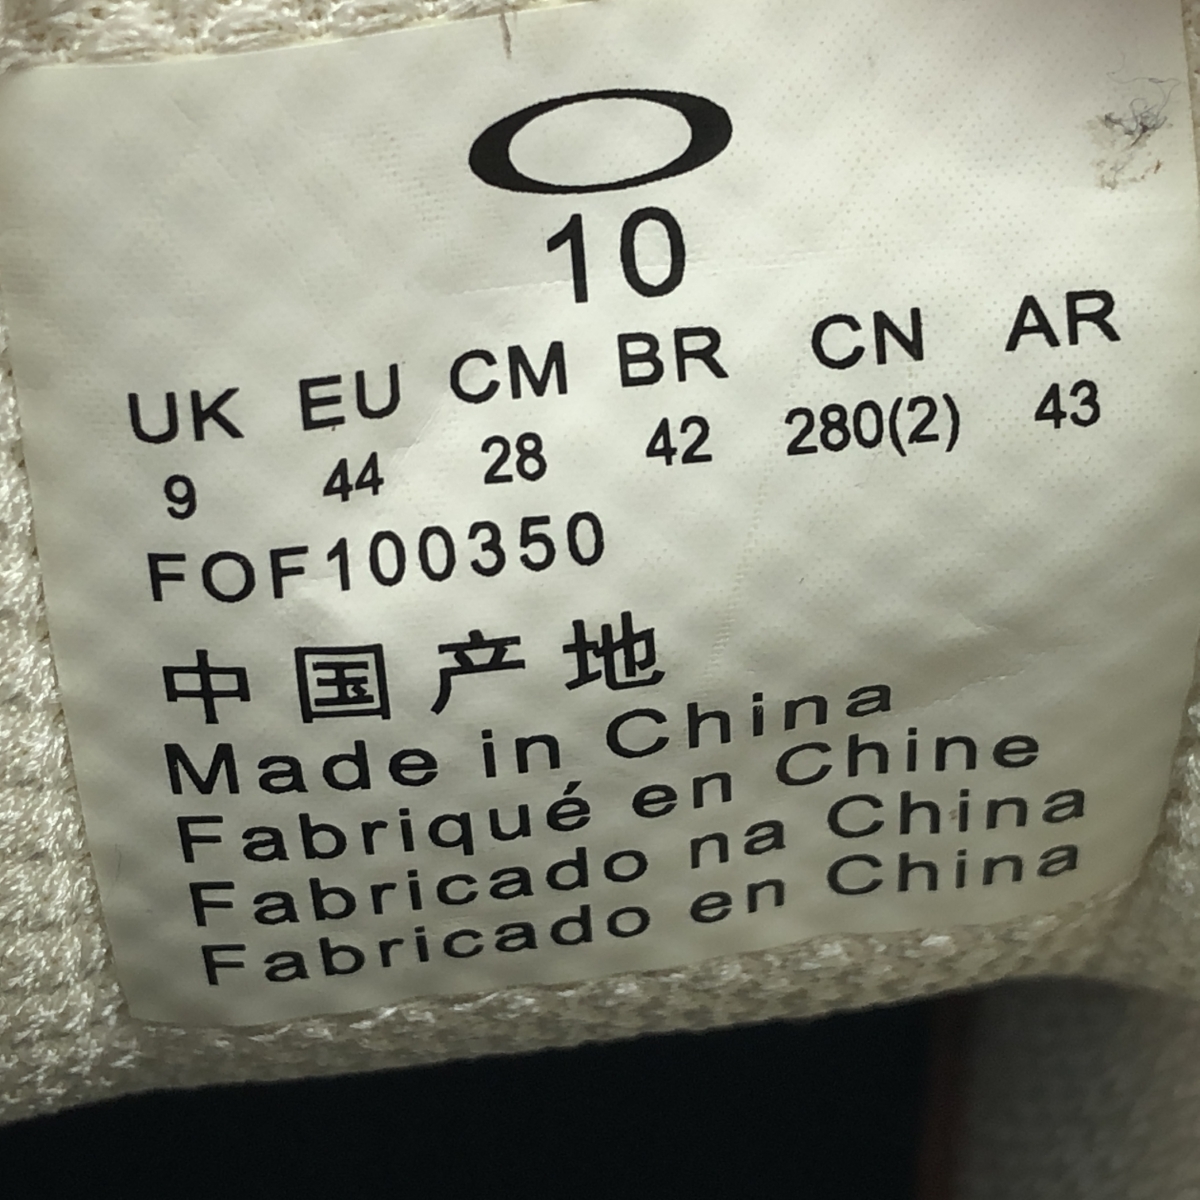 10
UK EU CM BR CN AR
9 44 28 42 280(2) 43
FOF100350
中国产地
Made in China
Fabriqué en Chine
Fabricado na China
Fabricado en China